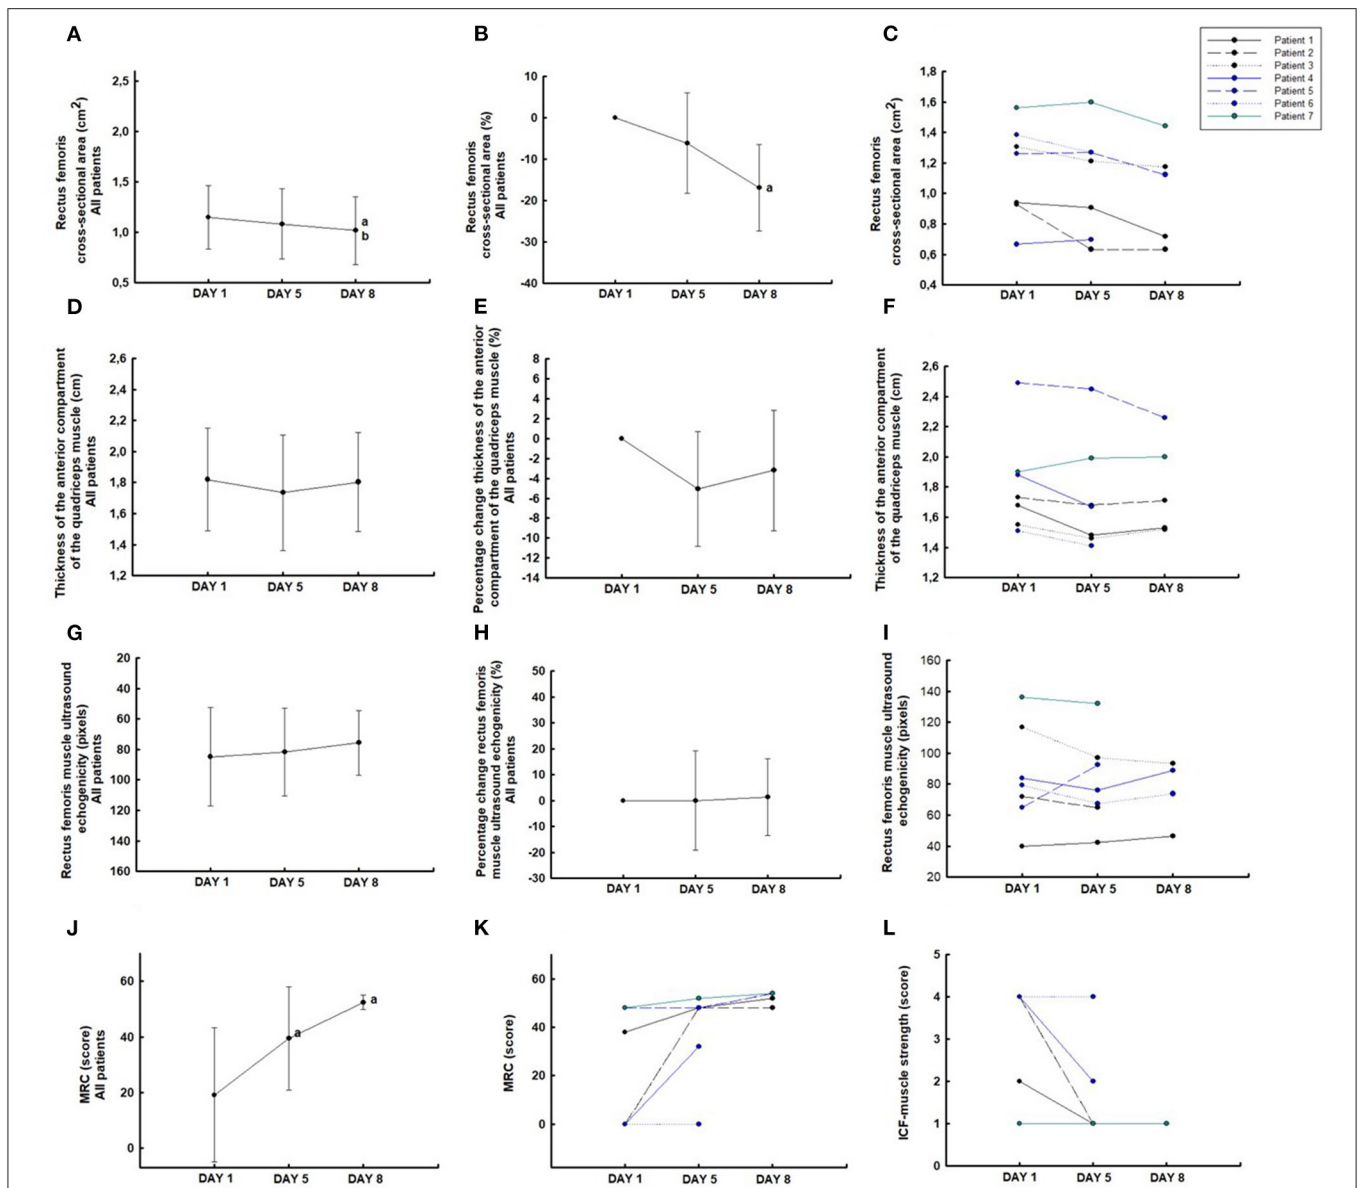 A
Rectus femoris
cross-sectional area (cm2)
All patients
2,5
2,0
1,5
1,0
0,5
a
b
DAY 1 DAY 5 DAY 8
B
Rectus femoris
cross-sectional area (%)
All patients
10
0
-10
-20
-30
-40
a
DAY 1 DAY 5 DAY 8
C
Rectus femoris
cross-sectional area (cm2)
1,8
1,6
1,4
1,2
1,0
0,8
0,6
0,4
DAY 1 DAY 5 DAY 8
Patient 1
Patient 2
Patient 3
Patient 4
Patient 5
Patient 6
Patient 7
D
Thickness of the anterior compartment
of the quadriceps muscle (cm)
All patients
2,6
2,4
2,2
2,0
1,8
1,6
1,4
1,2
DAY 1 DAY 5 DAY 8
E
Percentage change thickness of the anterior
compartment of the quadriceps muscle (%)
All patients
8
6
4
2
0
-2
-4
-6
-8
-10
-12
-14
DAY 1 DAY 5 DAY 8
F
Thickness of the anterior compartment
of the quadriceps muscle (cm)
2,6
2,4
2,2
2,0
1,8
1,6
1,4
1,2
DAY 1 DAY 5 DAY 8
G
Rectus femoris muscle ultrasound
echogenicity (pixels)
All patients
20
40
60
80
100
120
140
160
DAY 1 DAY 5 DAY 8
H
Percentage change rectus femoris
muscle ultrasound echogenicity (%)
All patients
50
40
30
20
10
0
-10
-20
-30
DAY 1 DAY 5 DAY 8
I
Rectus femoris muscle ultrasound
echogenicity (pixels)
160
140
120
100
80
60
40
20
DAY 1 DAY 5 DAY 8
J
MRC (score)
All patients
60
40
20
0
a
a
DAY 1 DAY 5 DAY 8
K
MRC (score)
60
40
20
0
DAY 1 DAY 5 DAY 8
L
ICF-muscle strength (score)
5
4
3
2
1
0
DAY 1 DAY 5 DAY 8